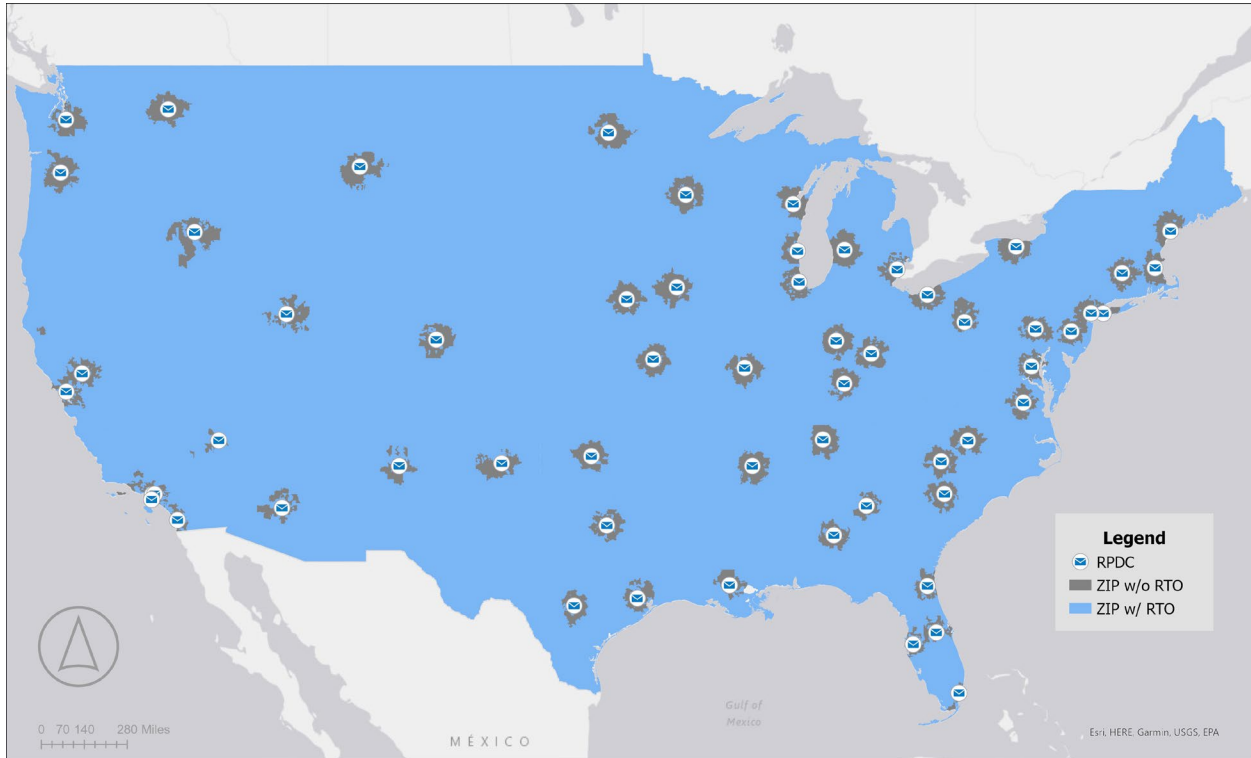 Legend
RPDC
ZIP w/o RTO
ZIP w/ RTO
Gulf of
Mexico
MÉXICO
0 70 140 280 Miles
Esri, HERE, Garmin, USGS, EPA